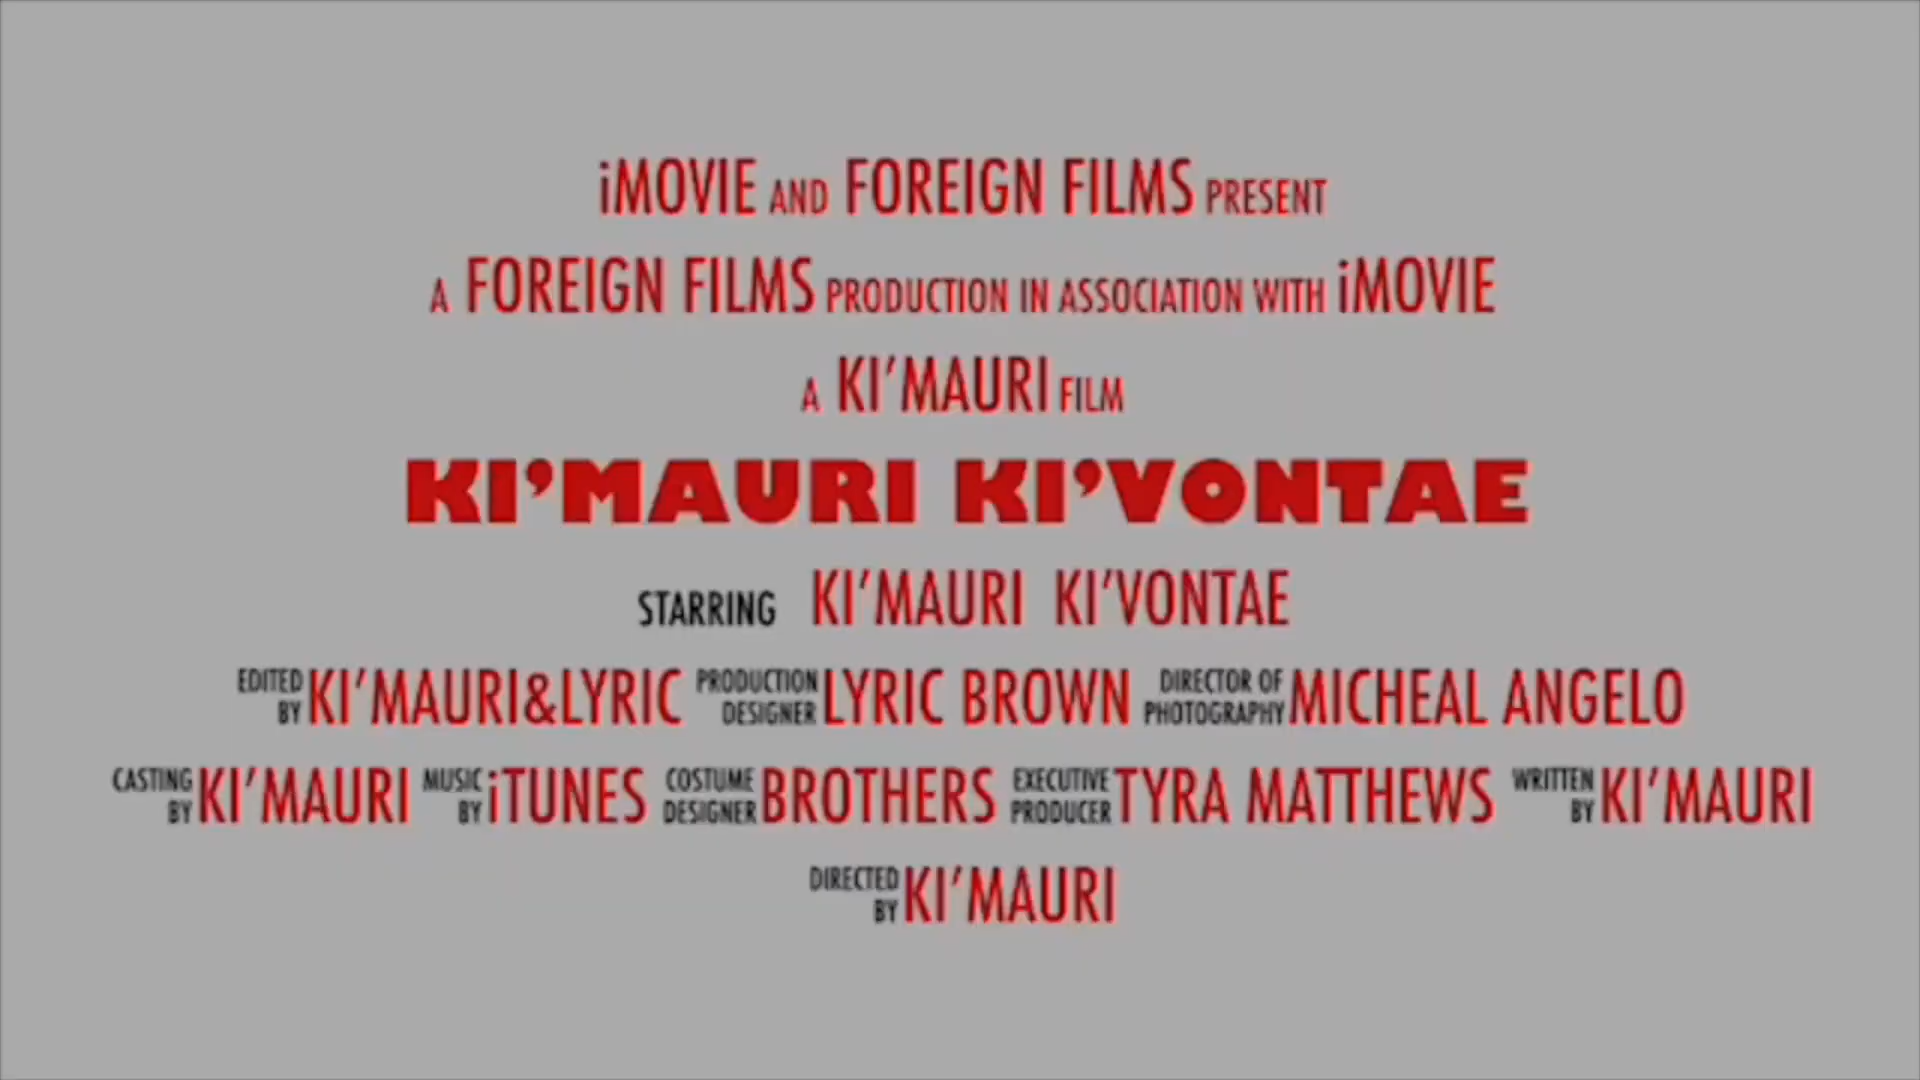 iMOVIE AND FOREIGN FILMS PRESENT
A FOREIGN FILMS PRODUCTION IN ASSOCIATION WITH iMOVIE
A KI’MAURI FILM
KI’MAURI KI’VONTAE
STARRING KI’MAURI KI’VONTAE
EDITED BY KI’MAURI&LYRIC PRODUCTION DESIGNER LYRIC BROWN DIRECTOR OF PHOTOGRAPHY MICHEAL ANGELO
CASTING BY KI’MAURI MUSIC BY iTUNES COSTUME DESIGNER BROTHERS EXECUTIVE PRODUCER TYRA MATTHEWS WRITTEN BY KI’MAURI
DIRECTED BY KI’MAURI